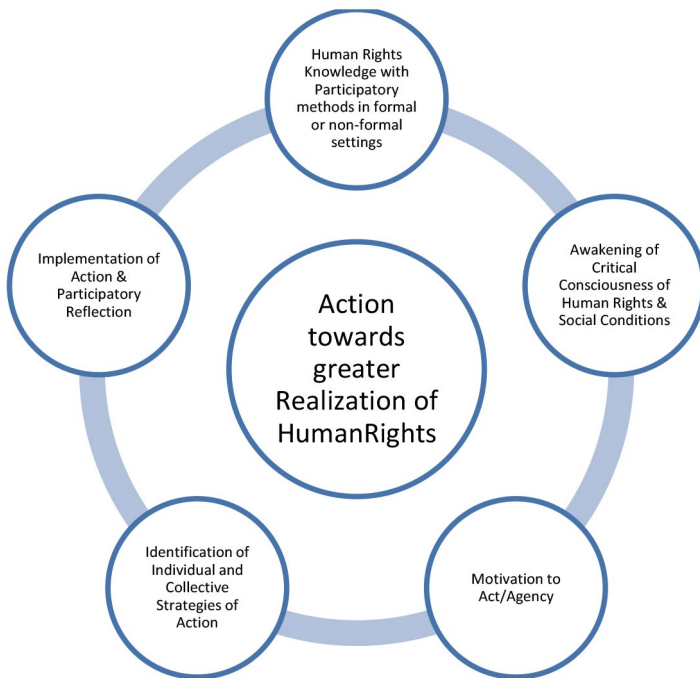 Human Rights
Knowledge with
Participatory
methods in formal
or non-formal
settings
Awakening of
Critical
Consciousness of
Human Rights &
Social Conditions
Motivation to
Act/Agency
Identification of
Individual and
Collective
Strategies of
Action
Implementation of
Action &
Participatory
Reflection
Action
towards
greater
Realization of
HumanRights